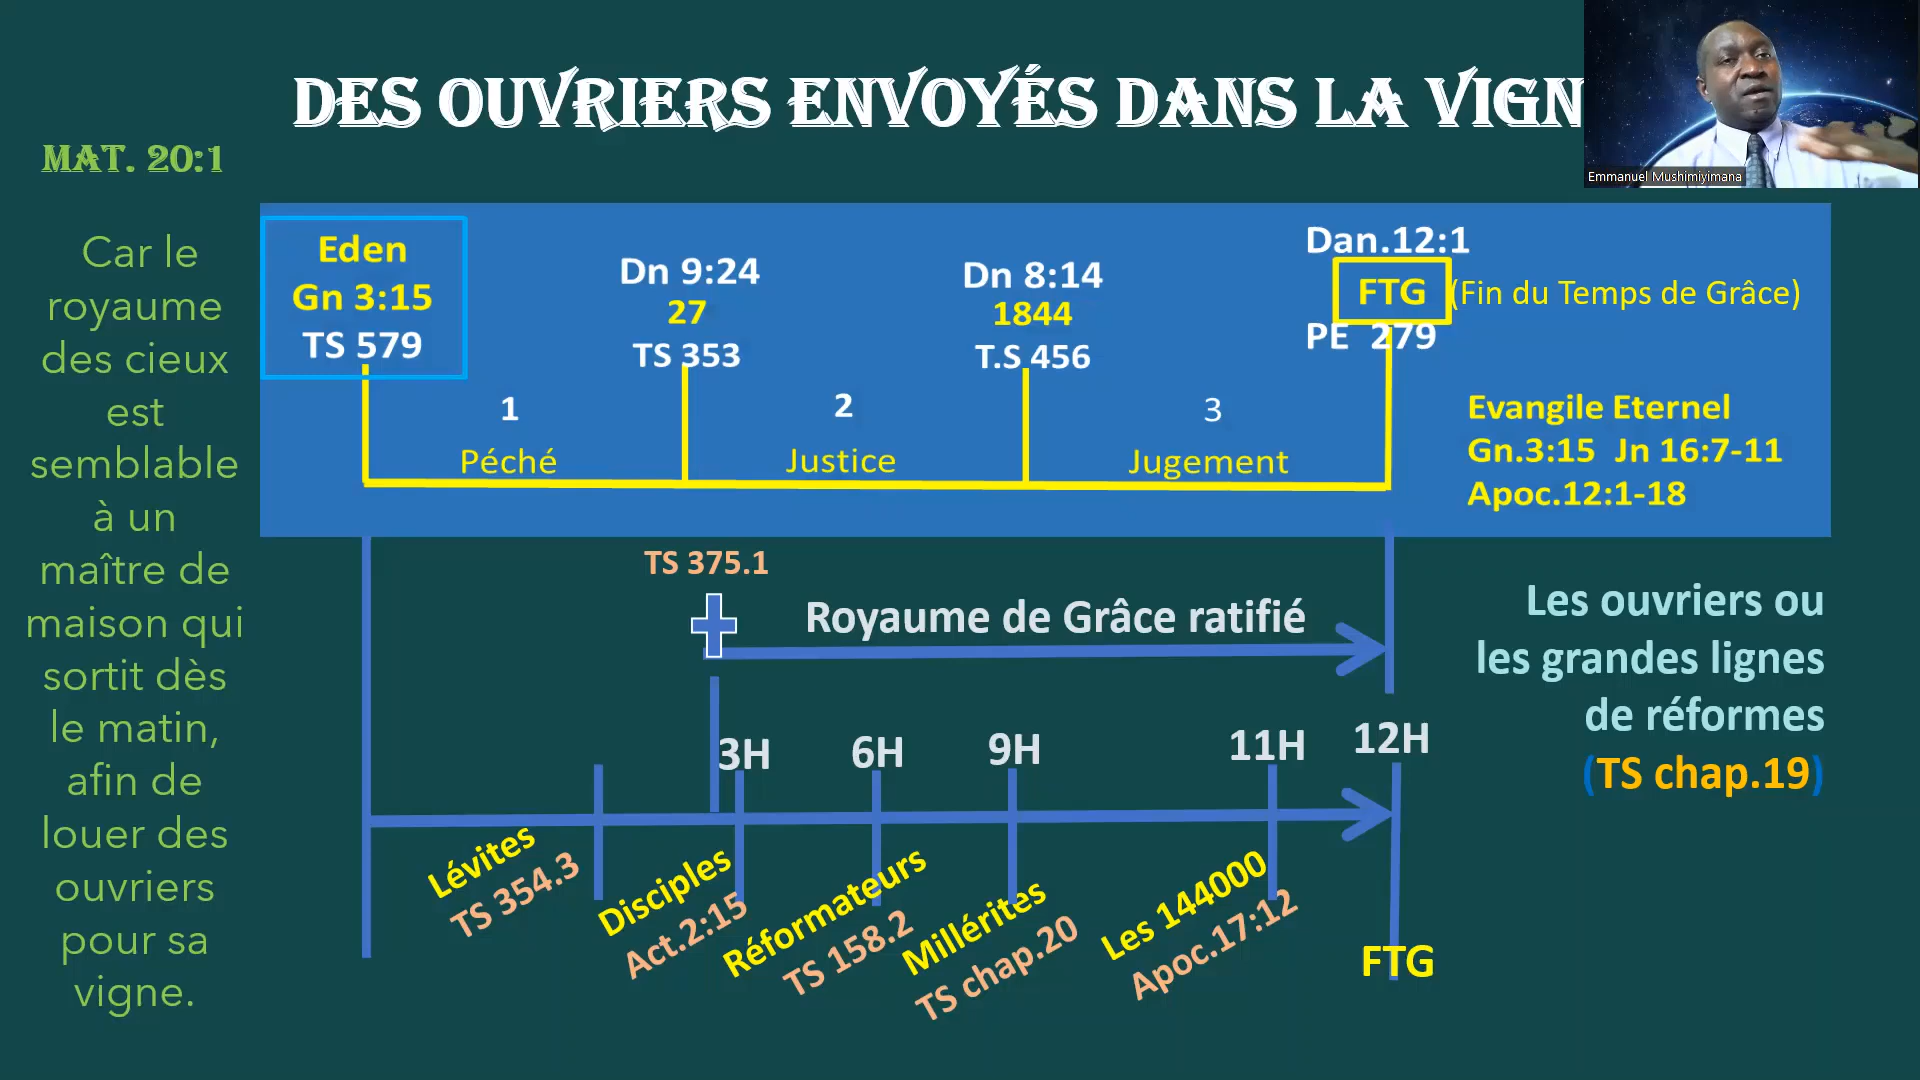 DES OUVRIERS ENVOYÉS DANS LA VIGN
Emmanuel Mushimiyimana
MAT. 20:1
Car le
royaume
des cieux
est
semblable
à un
maître de
maison qui
sortit dès
le matin,
afin de
louer des
ouvriers
pour sa
vigne.
Eden
Gn 3:15
TS 579
Dn 9:24
27
TS 353
Dn 8:14
1844
T.S 456
Dan.12:1
FTG (Fin du Temps de Grâce)
PE 279
1
Péché
2
Justice
3
Jugement
Evangile Eternel
Gn.3:15 Jn 16:7-11
Apoc.12:1-18
TS 375.1
Royaume de Grâce ratifié
Les ouvriers ou
les grandes lignes
de réformes
(TS chap.19)
3H
6H
9H
11H
12H
Lévites
TS 354.3
Disciples
Act.2:15
Réformateurs
TS 158.2
Millérites
TS chap.20
Les 144000
Apoc.17:12
FTG